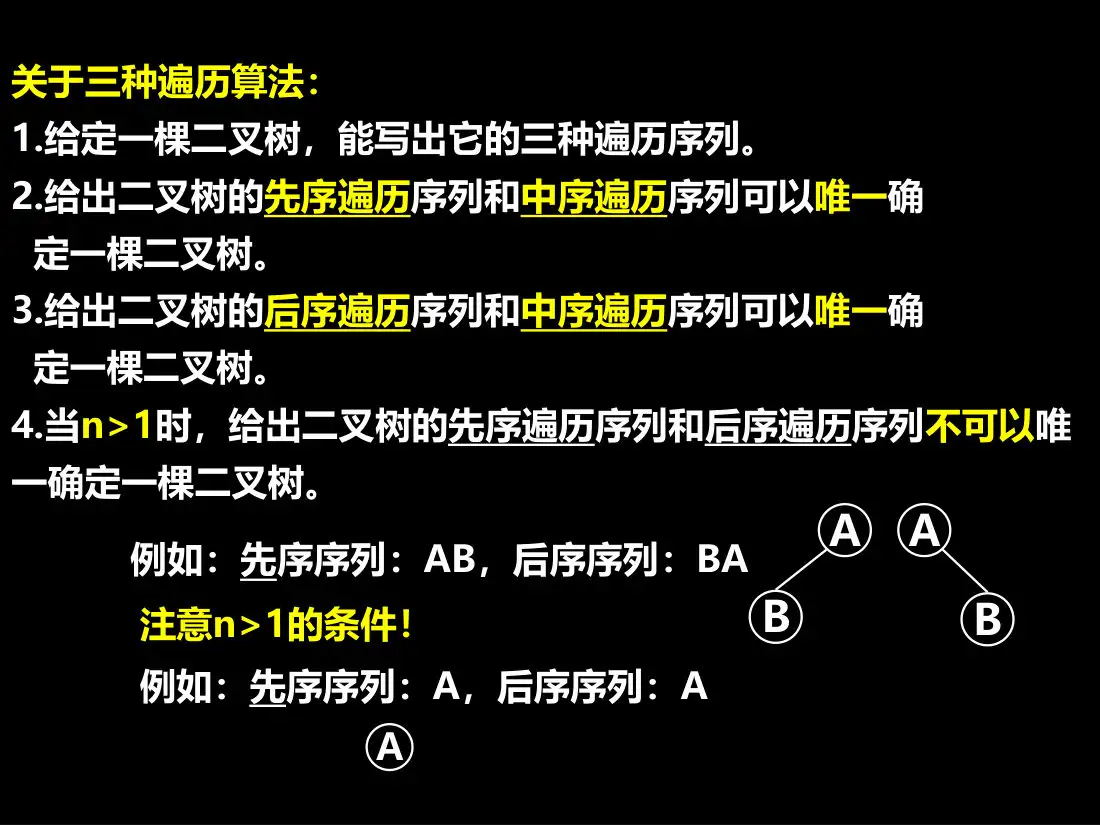 关于三种遍历算法：
1.给定一棵二叉树，能写出它的三种遍历序列。
2.给出二叉树的先序遍历序列和中序遍历序列可以唯一确
定一棵二叉树。
3.给出二叉树的后序遍历序列和中序遍历序列可以唯一确
定一棵二叉树。
4.当n>1时，给出二叉树的先序遍历序列和后序遍历序列不可以唯
一确定一棵二叉树。
A A
例如：先序序列：AB，后序序列：BA
B B
注意n>1的条件！
例如：先序序列：A，后序序列：A
A